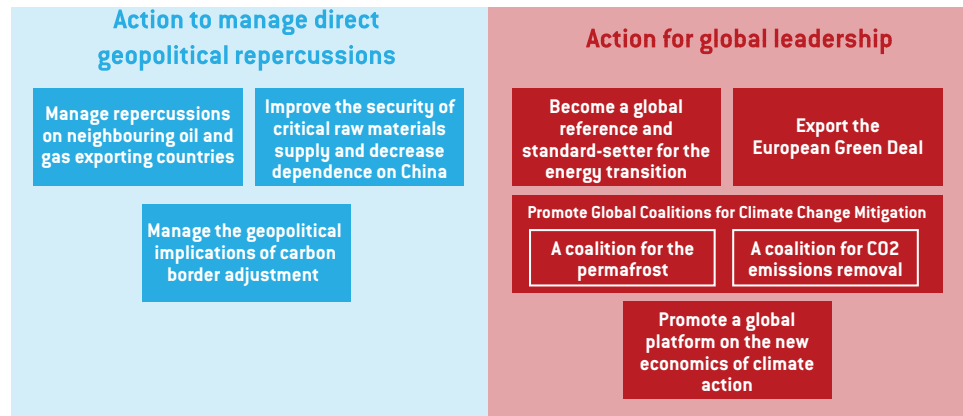 Action to manage direct
geopolitical repercussions
Manage repercussions
on neighbouring oil and
gas exporting countries
Improve the security of
critical raw materials
supply and decrease
dependence on China
Manage the geopolitical
implications of carbon
border adjustment
Action for global leadership
Become a global
reference and
standard-setter for the
energy transition
Export the
European Green Deal
Promote Global Coalitions for Climate Change Mitigation
A coalition for the
permafrost
A coalition for CO2
emissions removal
Promote a global
platform on the new
economics of climate
action